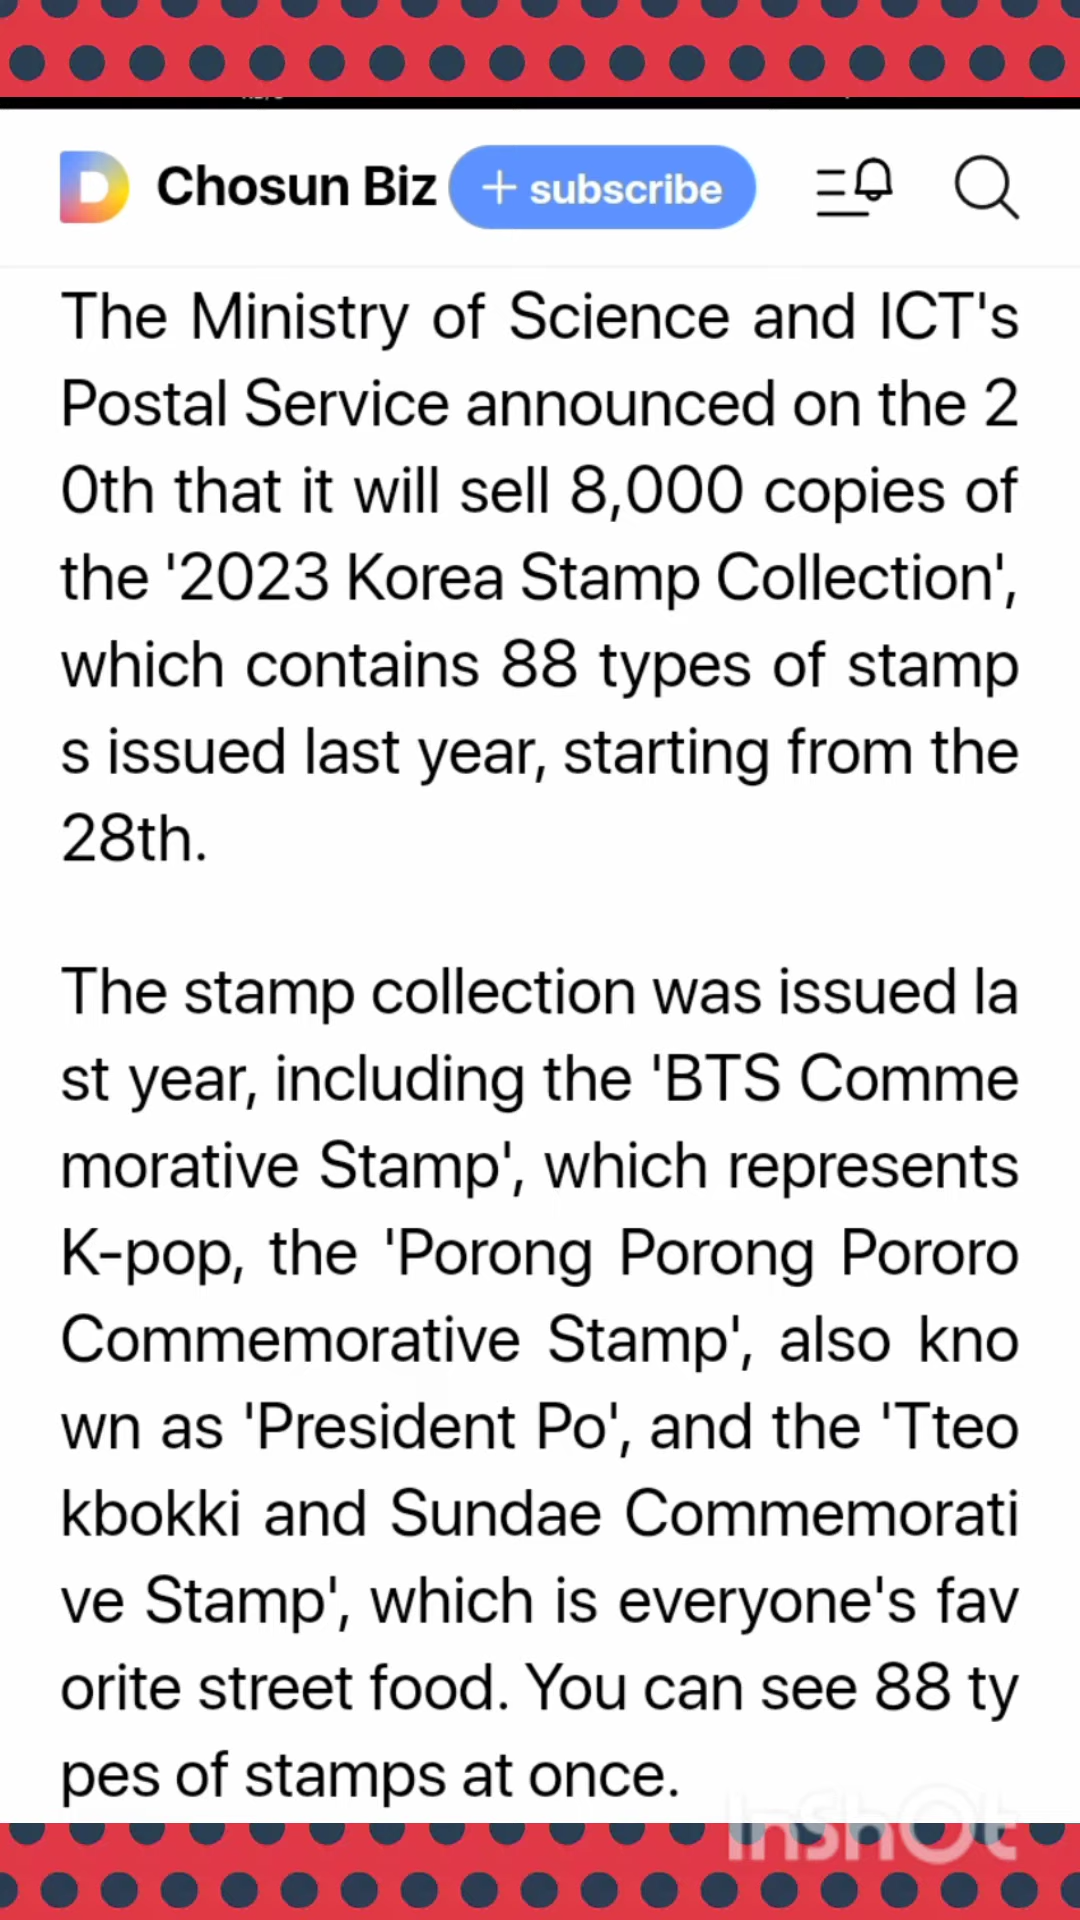 Chosun Biz + subscribe
The Ministry of Science and ICT's
Postal Service announced on the 2
0th that it will sell 8,000 copies of
the '2023 Korea Stamp Collection',
which contains 88 types of stamp
s issued last year, starting from the
28th.
The stamp collection was issued la
st year, including the 'BTS Comme
morative Stamp', which represents
K-pop, the 'Porong Porong Pororo
Commemorative Stamp', also kno
wn as 'President Po', and the 'Tteo
kbokki and Sundae Commemorati
ve Stamp', which is everyone's fav
orite street food. You can see 88 ty
pes of stamps at once.
InShOt